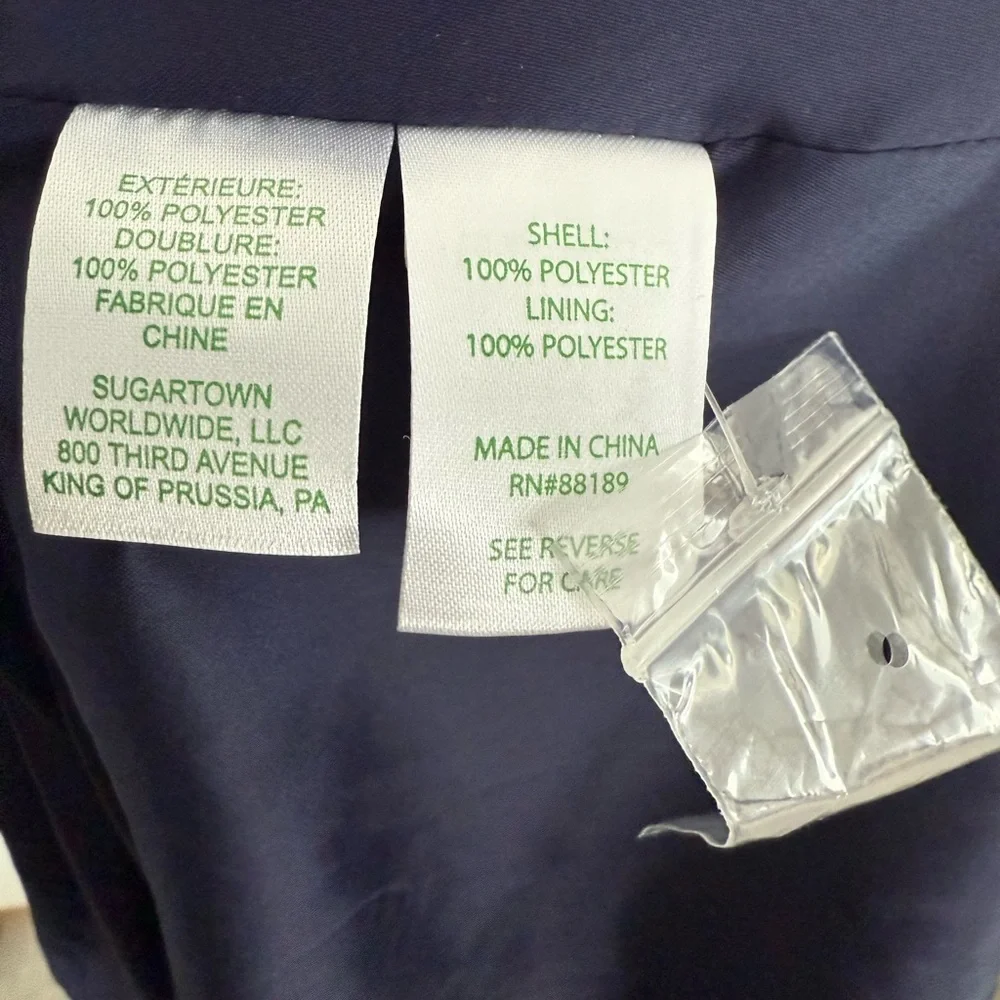 EXTÉRIEURE:
100% POLYESTER
DOUBLURE:
100% POLYESTER
FABRIQUE EN
CHINE
SUGARTOWN
WORLDWIDE, LLC
800 THIRD AVENUE
KING OF PRUSSIA, PA
SHELL:
100% POLYESTER
LINING:
100% POLYESTER
MADE IN CHINA
RN#88189
SEE REVERSE
FOR CARE